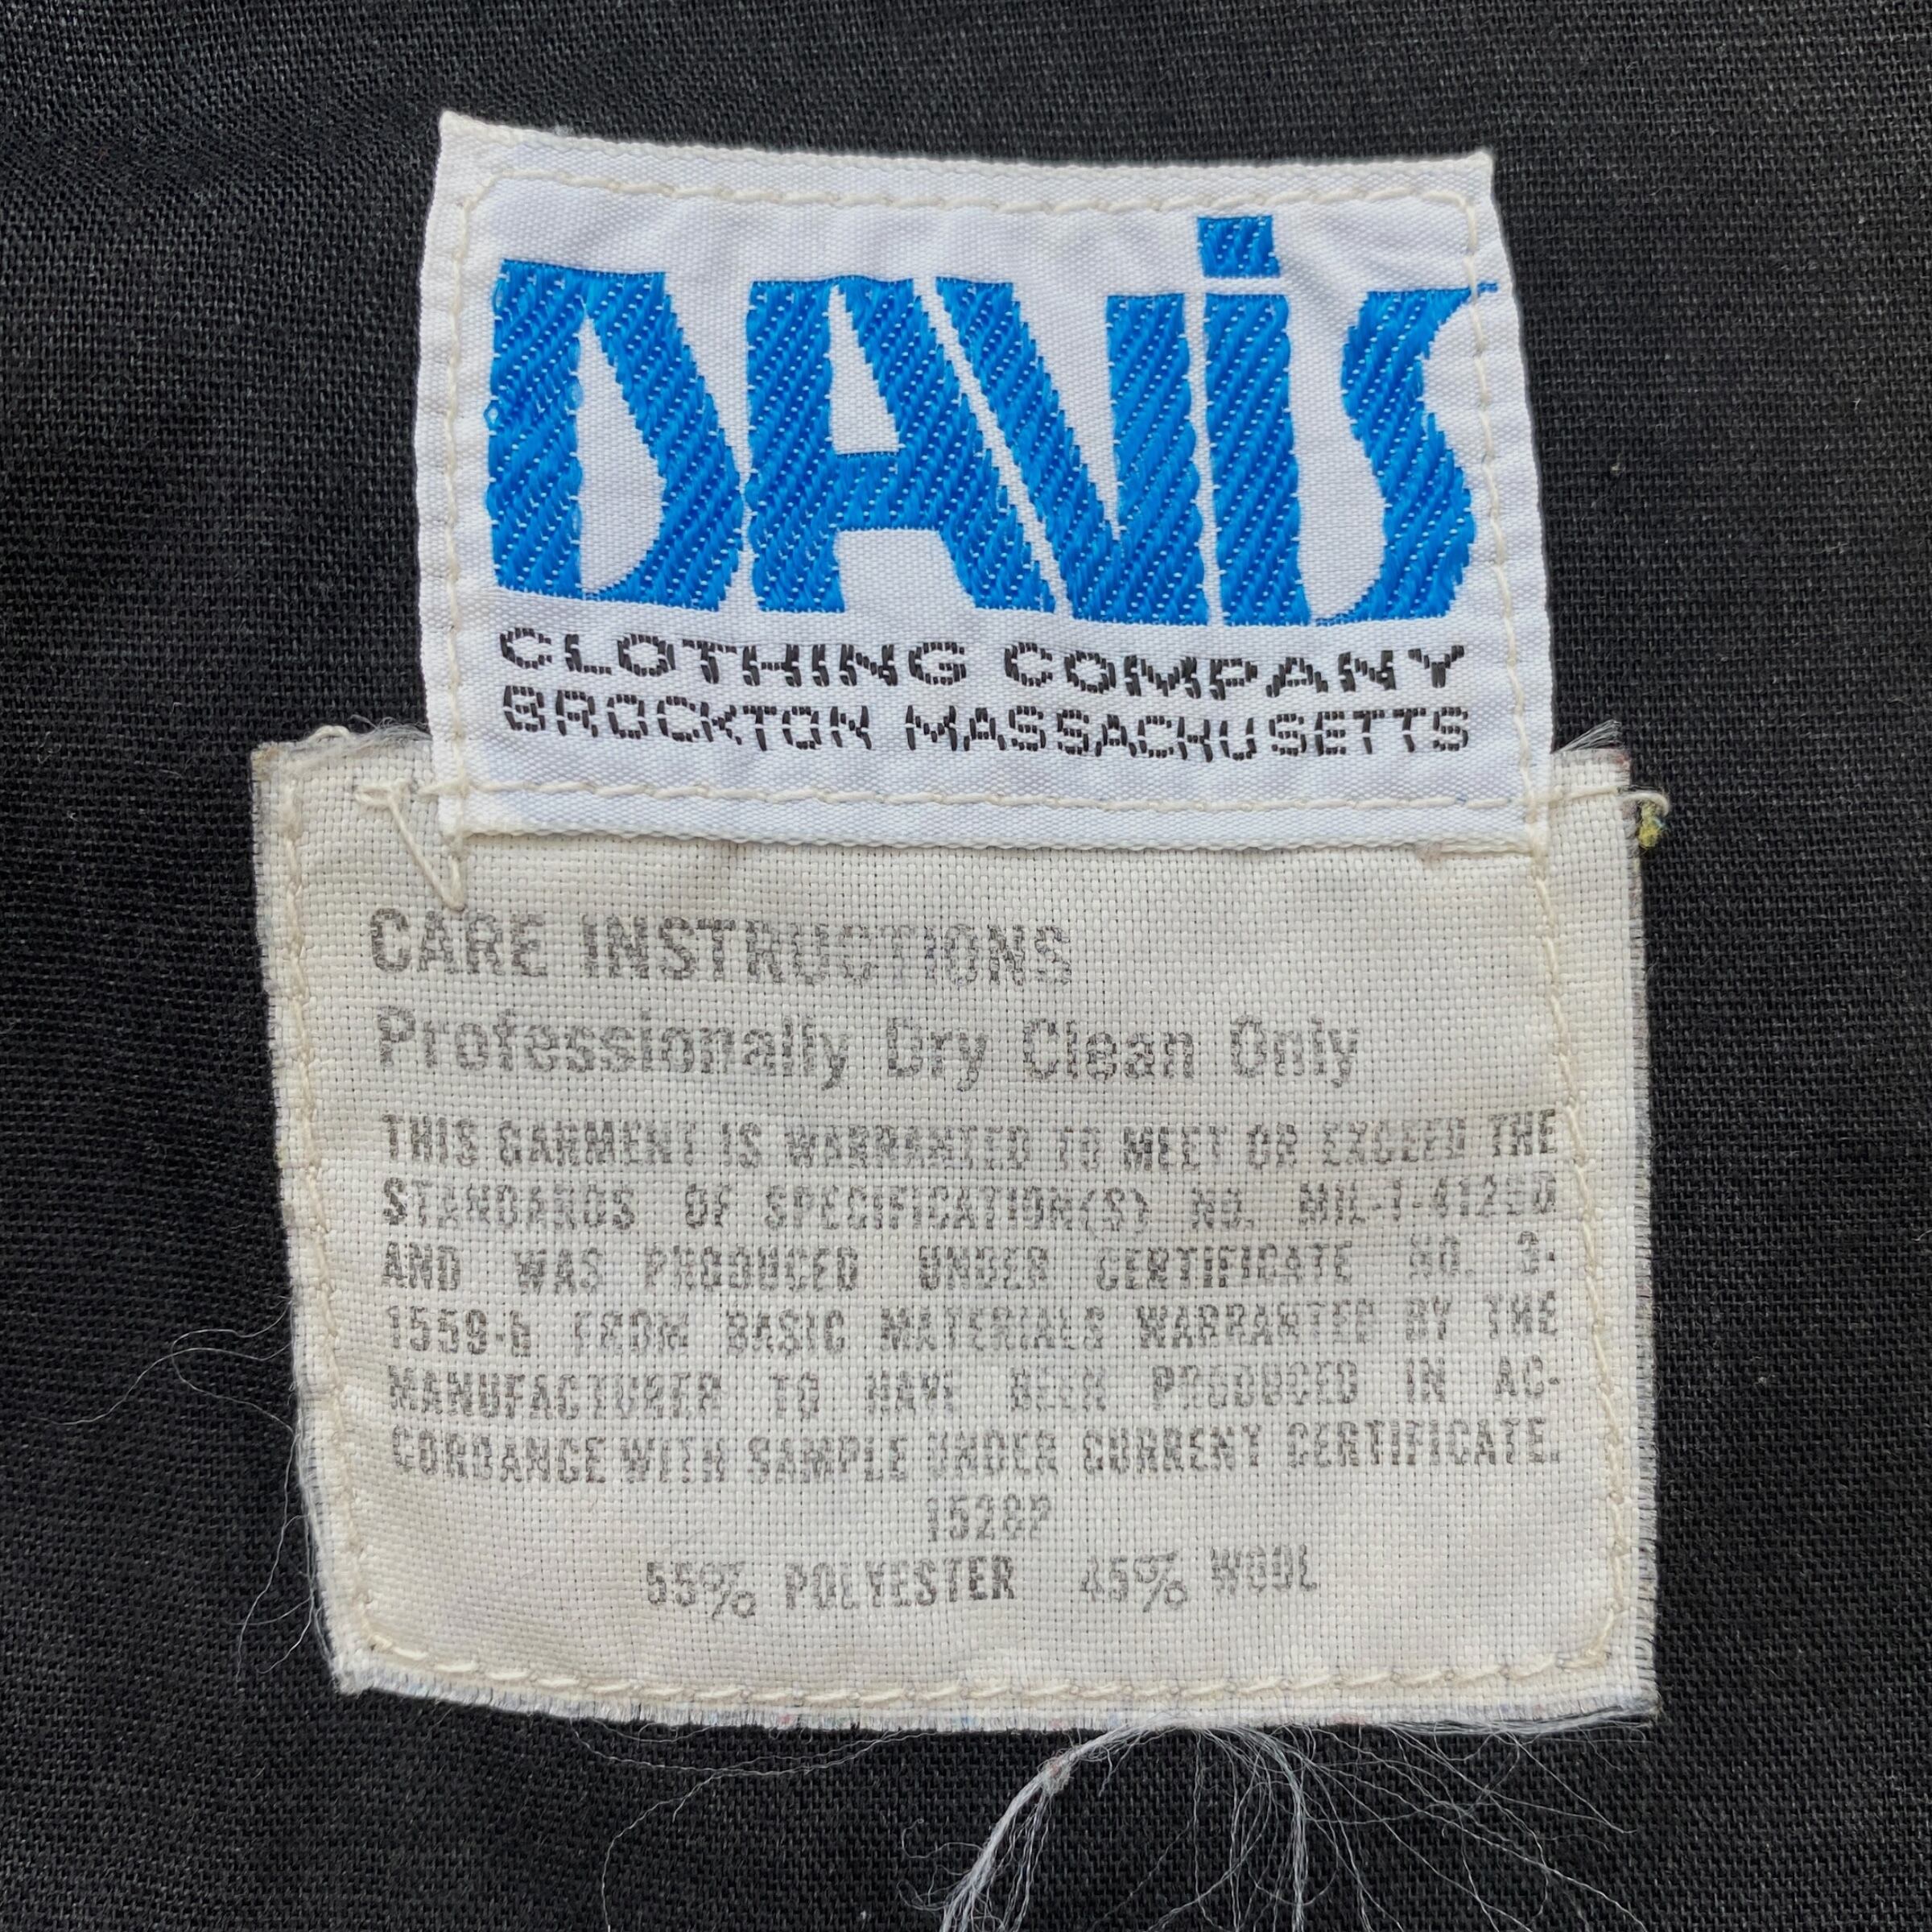 DAVIS
CLOTHING COMPANY
BROCKTON MASSACHUSETTS
CARE INSTRUCTIONS
Professionally Dry Clean Only
THIS GARMENT IS WARRANTED TO MEET OR EXCEED THE
STANDARDS OF SPECIFICATION(S) NO.
AND WAS PRODUCED UNDER CERTIFICATE NO. 3-
1559-b FROM BASIC MATERIALS WARRANTED BY THE
MANUFACTURER TO HAVE BEEN PRODUCED IN AC-
CORDANCE WITH SAMPLE UNDER CURRENT CERTIFICATE.
55% POLYESTER 45% WOOL